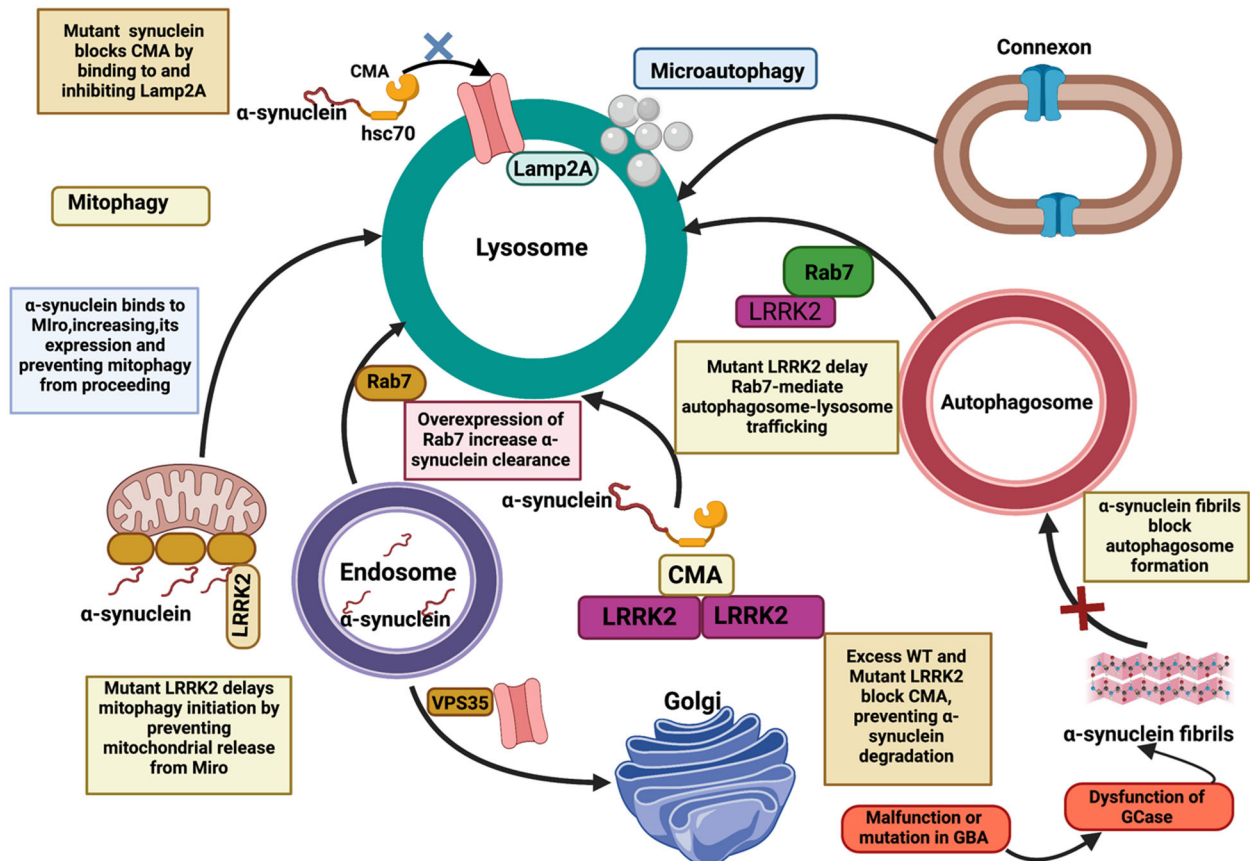 Mutant synuclein
blocks CMA by
binding to and
inhibiting Lamp2A
CMA
α-synuclein
hsc70
Microautophagy
Connexon
Lamp2A
Mitophagy
Lysosome
Rab7
LRRK2
α-synuclein binds to
MIro,increasing,its
expression and
preventing mitophagy
from proceeding
Mutant LRRK2 delay
Rab7-mediate
autophagosome-lysosome
trafficking
Autophagosome
Rab7
Overexpression of
Rab7 increase α-
synuclein clearance
α-synuclein
α-synuclein fibrils
block
autophagosome
formation
Endosome
α-synuclein
CMA
LRRK2
LRRK2
α-synuclein
LRRK2
Excess WT and
Mutant LRRK2
block CMA,
preventing α-
synuclein
degradation
Mutant LRRK2 delays
mitophagy initiation by
preventing
mitochondrial release
from Miro
VPS35
Golgi
α-synuclein fibrils
Malfunction or
mutation in GBA
Dysfunction of
GCase